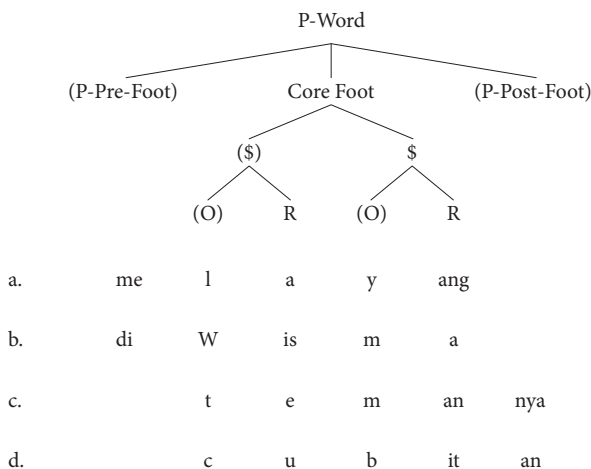 P-Word
(P-Pre-Foot) Core Foot (P-Post-Foot)
($) $
(O) R (O) R
a. me l a y ang
b. di W is m a
c. t e m an nya
d. c u b it an